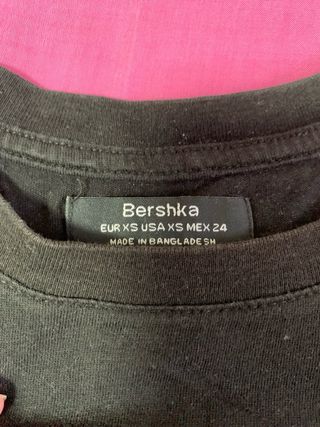 Bershka
EUR XS USA XS MEX 24
MADE IN BANGLADESH